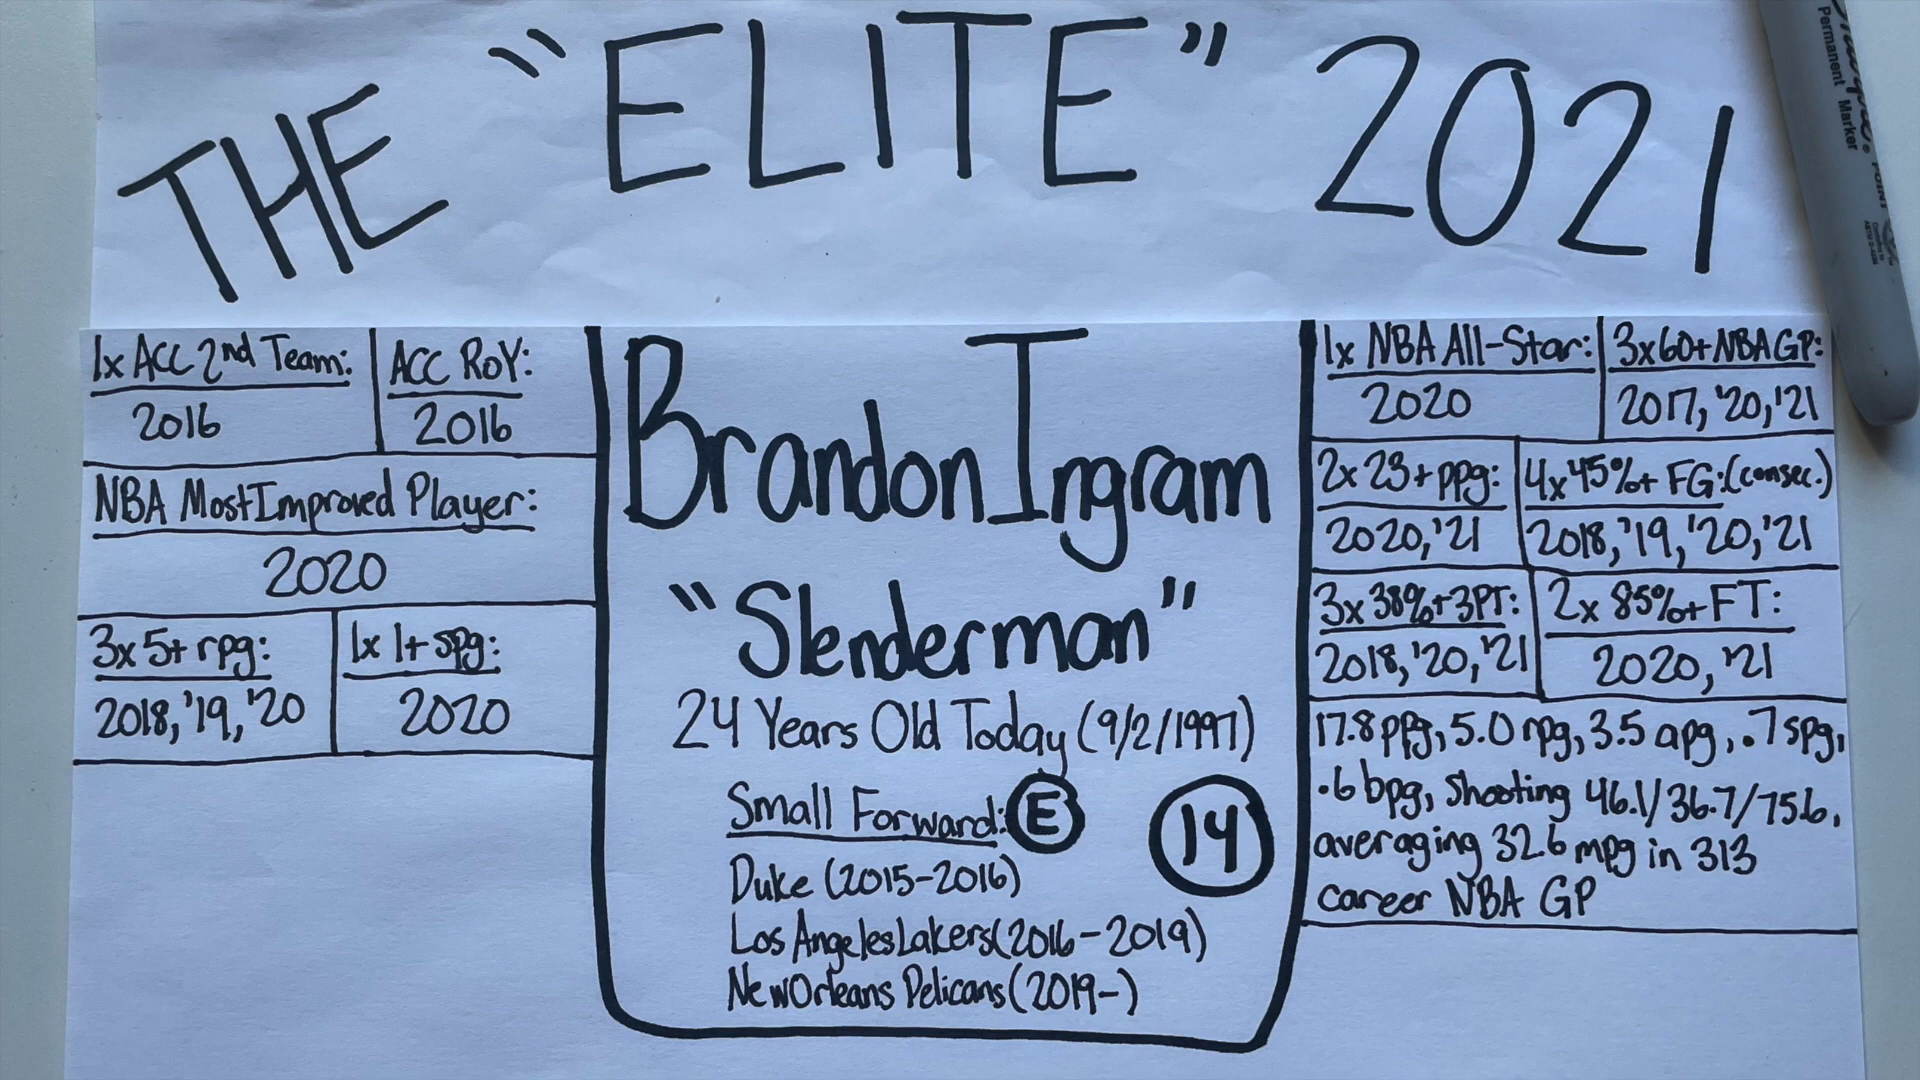 THE "ELITE" 2021
Permanent Marker
1x ACC 2nd Team:
2016
ACC RoY:
2016
NBA Most Improved Player:
2020
3x 5+ rpg:
2018, '19, '20
1x 1+ spg:
2020
Brandon Ingram
"Slenderman"
24 Years Old Today (9/2/1997)
Small Forward: E
14
Duke (2015-2016)
Los Angeles Lakers (2016-2019)
New Orleans Pelicans (2019-)
1x NBA All-Star:
2020
3x60+ NBA GP:
2017, '20, '21
2x 23+ ppg:
2020, '21
4x45%+ FG: (consec.)
2018, '19, '20, '21
3x 38%+ 3PT:
2018, '20, '21
2x 85%+ FT:
2020, '21
17.8 ppg, 5.0 rpg, 3.5 apg, .7 spg,
.6 bpg, shooting 46.1/36.7/75.6,
averaging 32.6 mpg in 313
career NBA GP